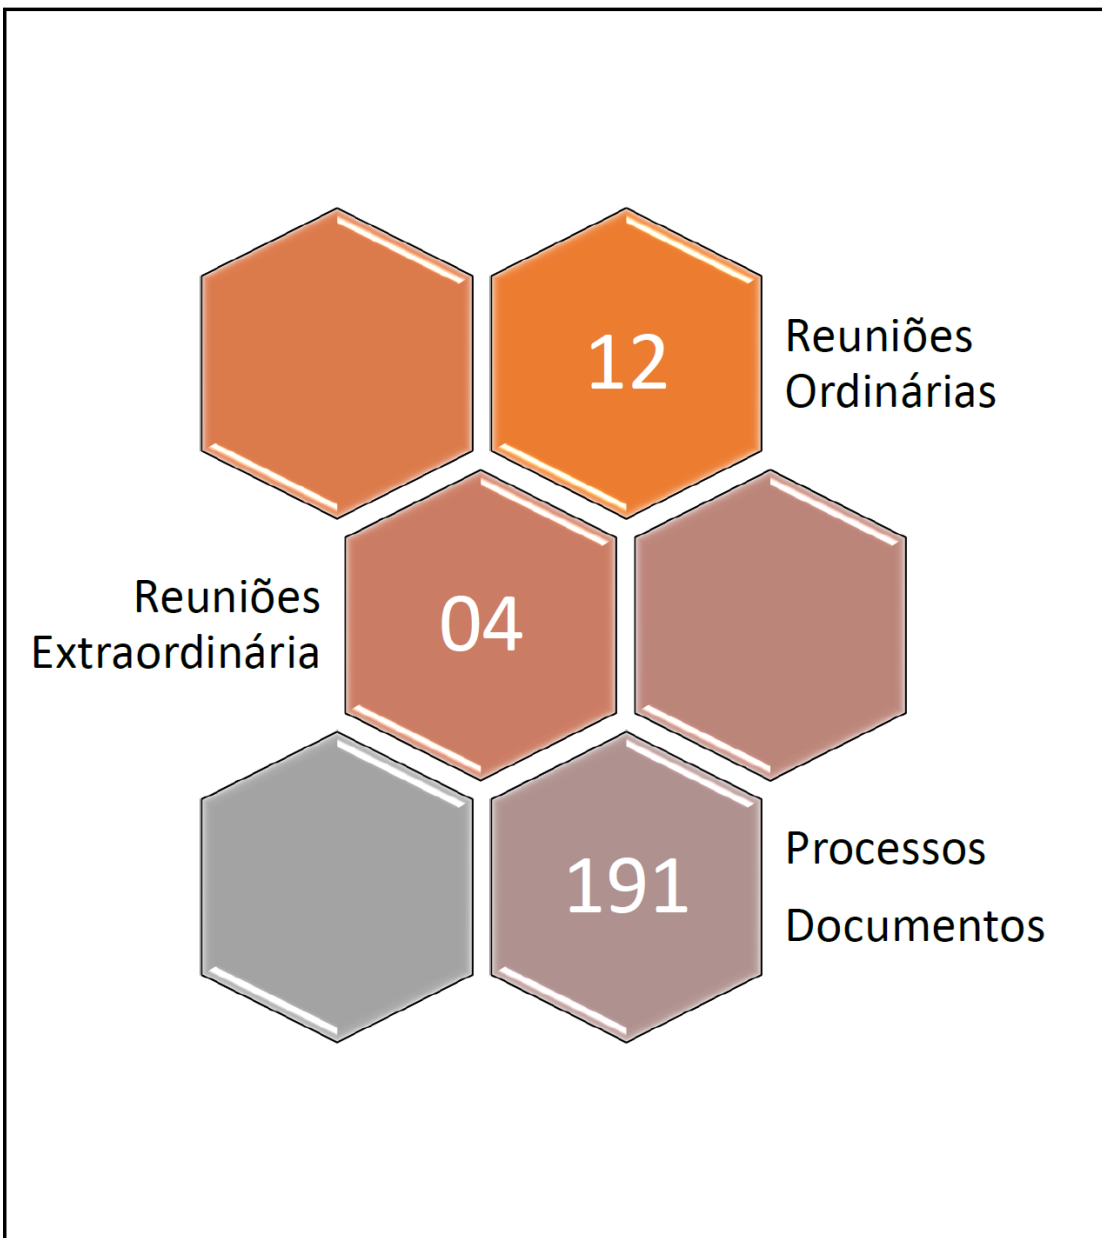 12
Reuniões
Ordinárias
Reuniões
Extraordinária
04
191
Processos
Documentos